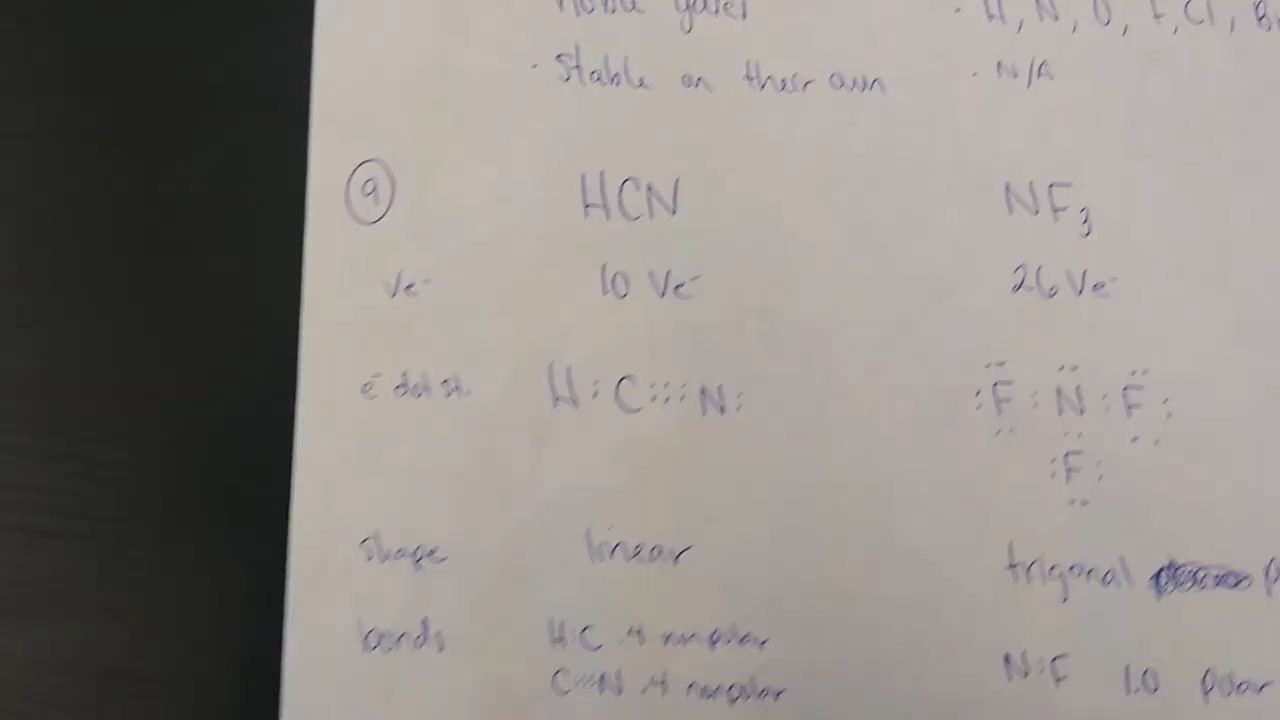 Noble gases · H, N, O, F, Cl, Br
· Stable on their own · N/A
9 HCN NF3
Ve- 10 Ve- 26 Ve-
e- dot st. H : C ⫶⫶ N : : F : N : F :
: F :
shape linear trigonal
bonds H:C .4 nonpolar
C⫶⫶N .4 nonpolar N:F 1.0 polar